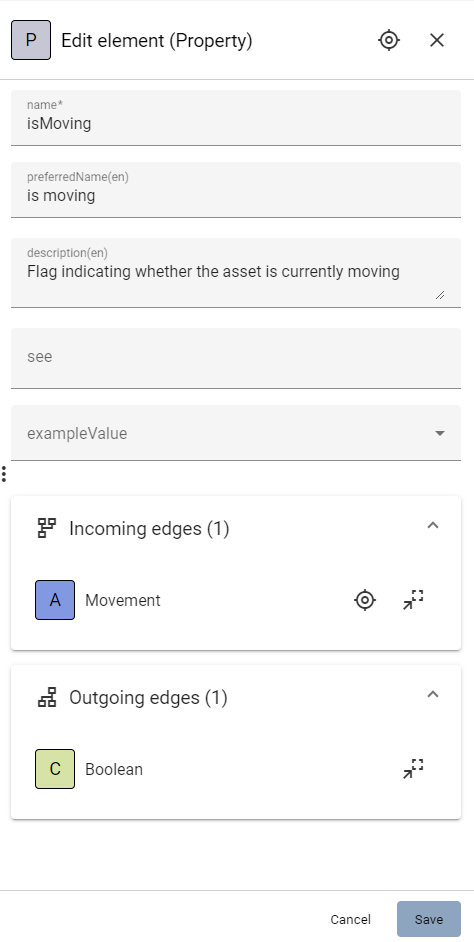 P Edit element (Property)
name*
isMoving
preferredName(en)
is moving
description(en)
Flag indicating whether the asset is currently moving
see
exampleValue
Incoming edges (1)
A Movement
Outgoing edges (1)
C Boolean
Cancel Save